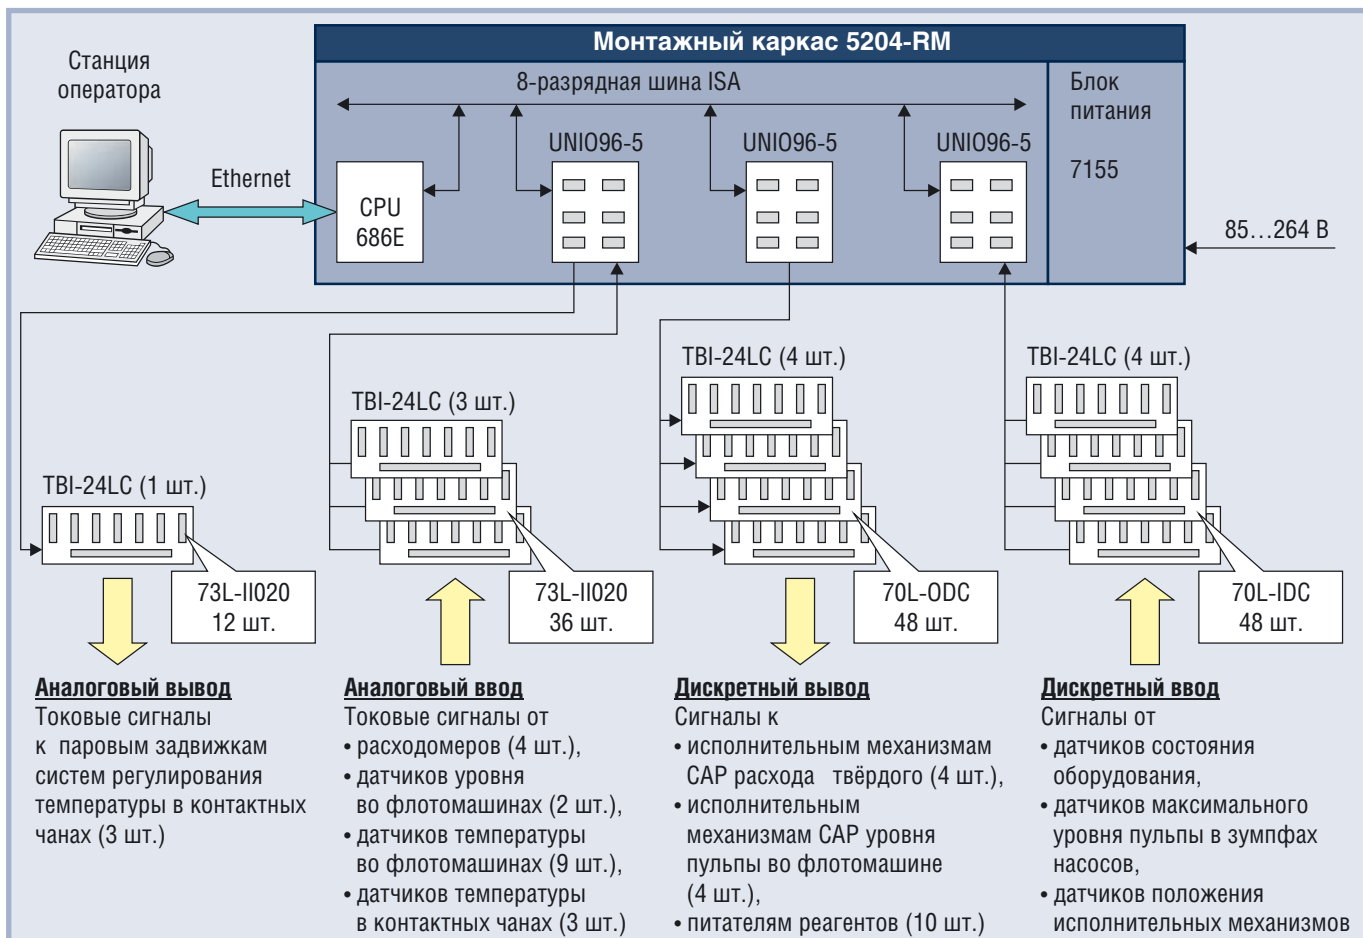 Монтажный каркас 5204-RM
Станция
оператора
8-разрядная шина ISA
Блок
питания
7155
UNIO96-5
UNIO96-5
UNIO96-5
Ethernet
CPU
686E
85...264 В
TBI-24LC (1 шт.)
TBI-24LC (3 шт.)
TBI-24LC (4 шт.)
TBI-24LC (4 шт.)
73L-II020
12 шт.
73L-II020
36 шт.
70L-ODC
48 шт.
70L-IDC
48 шт.
Аналоговый вывод
Токовые сигналы
к паровым задвижкам
систем регулирования
температуры в контактных
чанах (3 шт.)
Аналоговый ввод
Токовые сигналы от
• расходомеров (4 шт.),
• датчиков уровня
во флотомашинах (2 шт.),
• датчиков температуры
во флотомашинах (9 шт.),
• датчиков температуры
в контактных чанах (3 шт.)
Дискретный вывод
Сигналы к
• исполнительным механизмам
САР расхода твёрдого (4 шт.),
• исполнительным
механизмам САР уровня
пульпы во флотомашине
(4 шт.),
• питателям реагентов (10 шт.)
Дискретный ввод
Сигналы от
• датчиков состояния
оборудования,
• датчиков максимального
уровня пульпы в зумпфах
насосов,
• датчиков положения
исполнительных механизмов